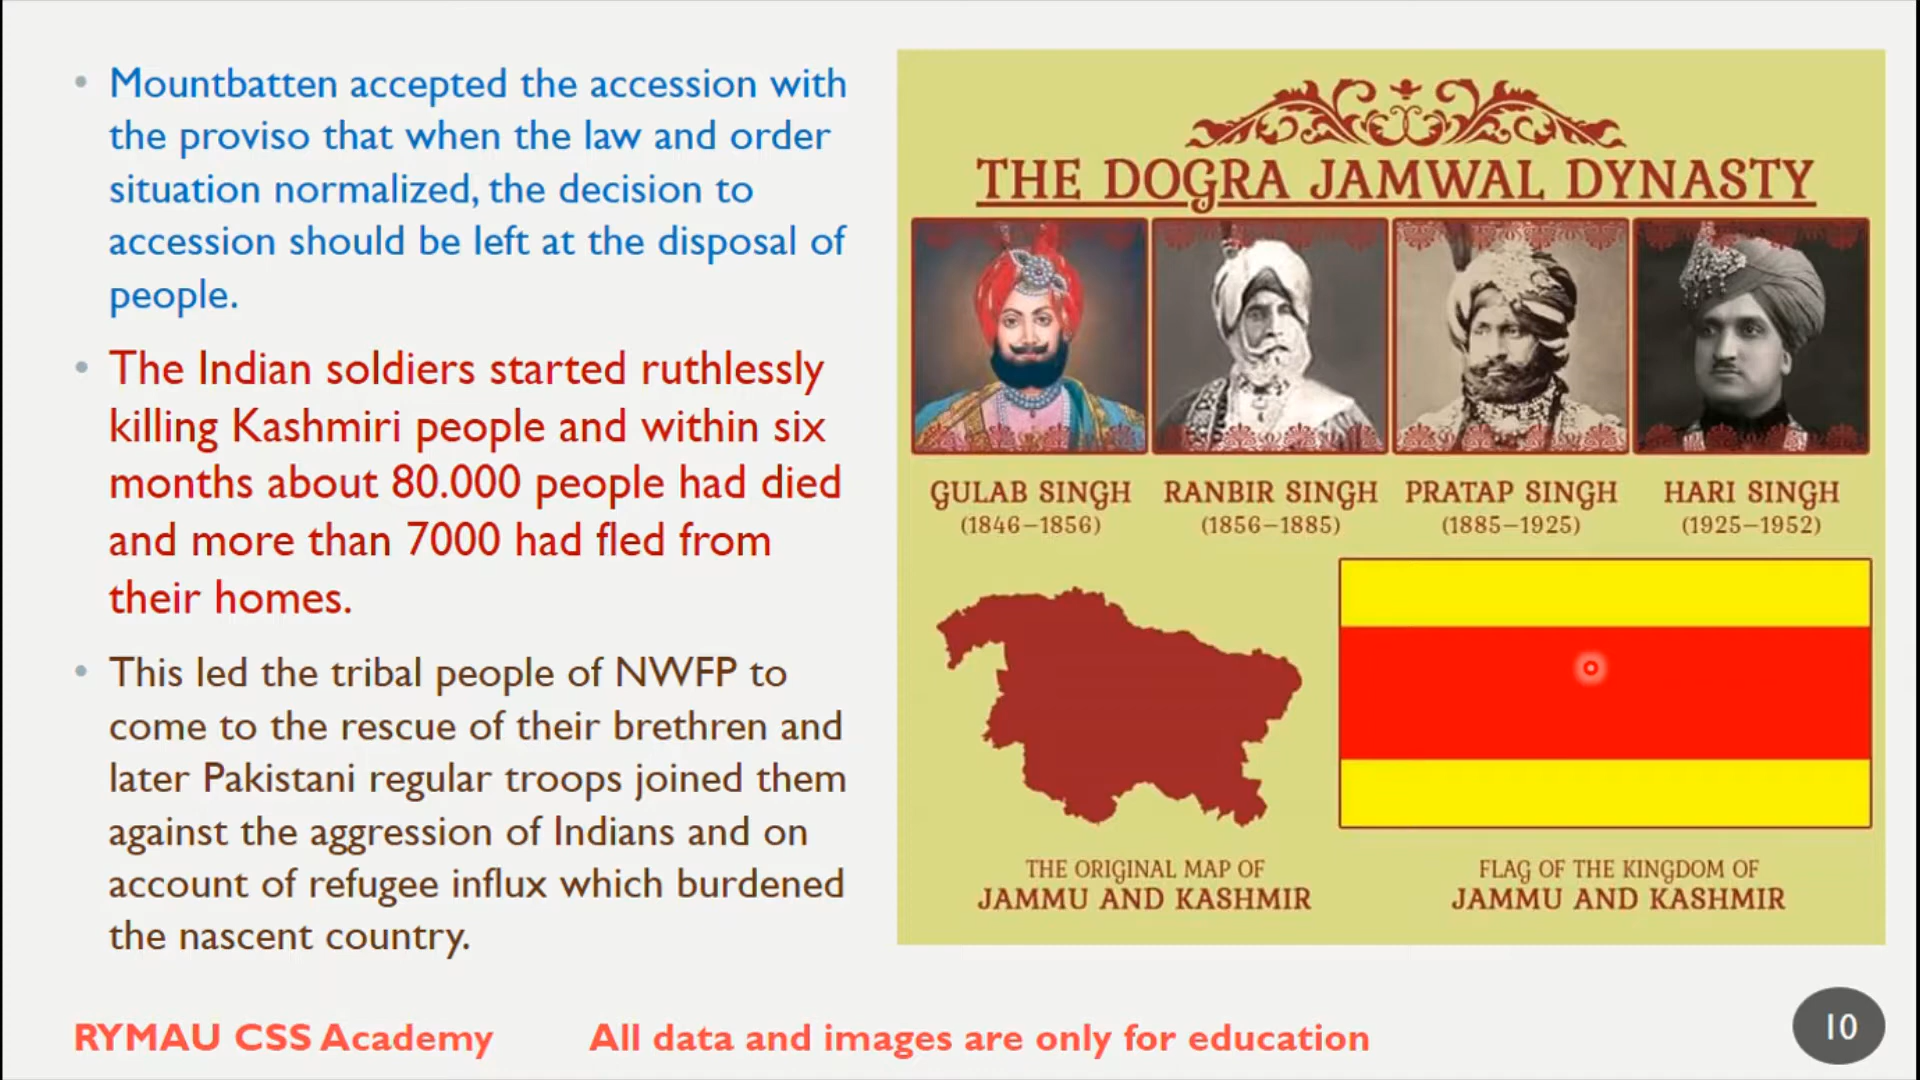 Mountbatten accepted the accession with
the proviso that when the law and order
situation normalized, the decision to
accession should be left at the disposal of
people.
The Indian soldiers started ruthlessly
killing Kashmiri people and within six
months about 80.000 people had died
and more than 7000 had fled from
their homes.
This led the tribal people of NWFP to
come to the rescue of their brethren and
later Pakistani regular troops joined them
against the aggression of Indians and on
account of refugee influx which burdened
the nascent country.
THE DOGRA JAMWAL DYNASTY
GULAB SINGH
(1846–1856)
RANBIR SINGH
(1856–1885)
PRATAP SINGH
(1885–1925)
HARI SINGH
(1925–1952)
THE ORIGINAL MAP OF
JAMMU AND KASHMIR
FLAG OF THE KINGDOM OF
JAMMU AND KASHMIR
RYMAU CSS Academy All data and images are only for education
10